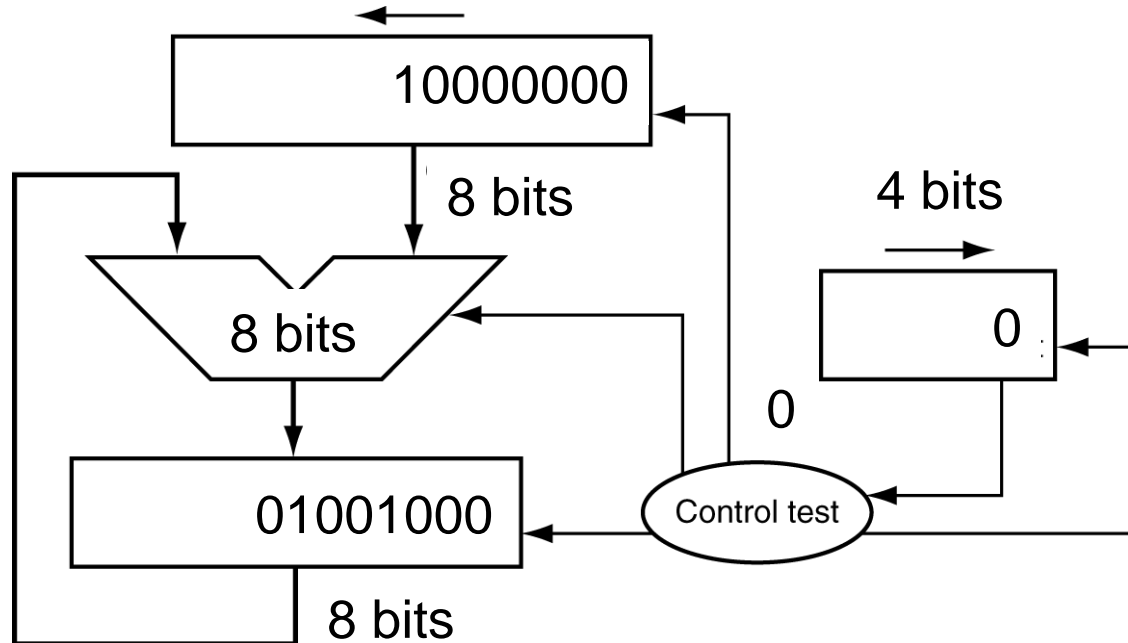 10000000
8 bits
4 bits
8 bits
0
0
01001000
Control test
8 bits